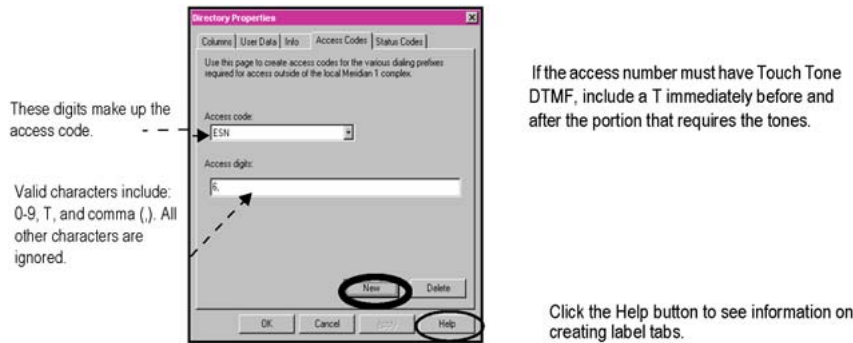 Directory Properties
Columns User Data Info Access Codes Status Codes
Use this page to create access codes for the various dialing prefixes
required for access outside of the local Meridian 1 complex.
Access code:
ESN
Access digits:
6,
New Delete
OK Cancel Apply Help
These digits make up the
access code.
Valid characters include:
0-9, T, and comma (,). All
other characters are
ignored.
If the access number must have Touch Tone
DTMF, include a T immediately before and
after the portion that requires the tones.
Click the Help button to see information on
creating label tabs.